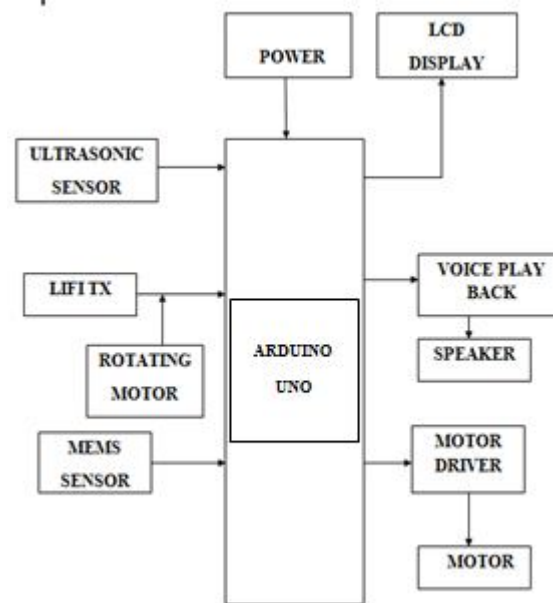 POWER
LCD
DISPLAY
ULTRASONIC
SENSOR
LIFI TX
ROTATING
MOTOR
MEMS
SENSOR
ARDUINO
UNO
VOICE PLAY
BACK
SPEAKER
MOTOR
DRIVER
MOTOR